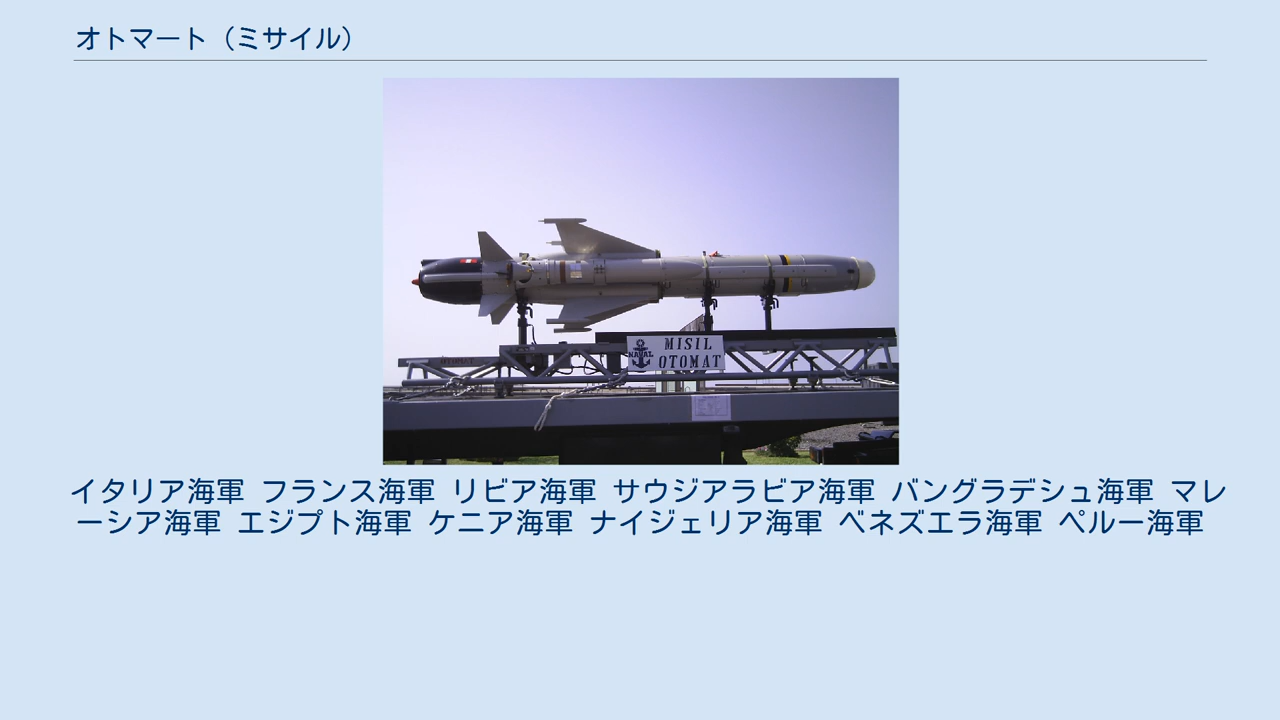 オトマート（ミサイル）
OTOMAT
NAVAL
MISIL
OTOMAT
イタリア海軍 フランス海軍 リビア海軍 サウジアラビア海軍 バングラデシュ海軍 マレ
ーシア海軍 エジプト海軍 ケニア海軍 ナイジェリア海軍 ベネズエラ海軍 ペルー海軍